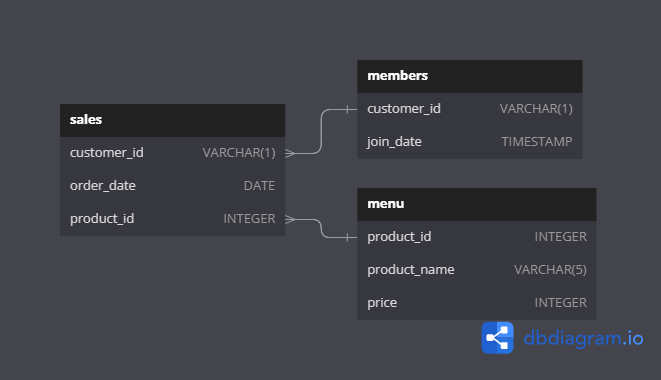 sales
customer_id VARCHAR(1)
order_date DATE
product_id INTEGER
members
customer_id VARCHAR(1)
join_date TIMESTAMP
menu
product_id INTEGER
product_name VARCHAR(5)
price INTEGER
dbdiagram.io